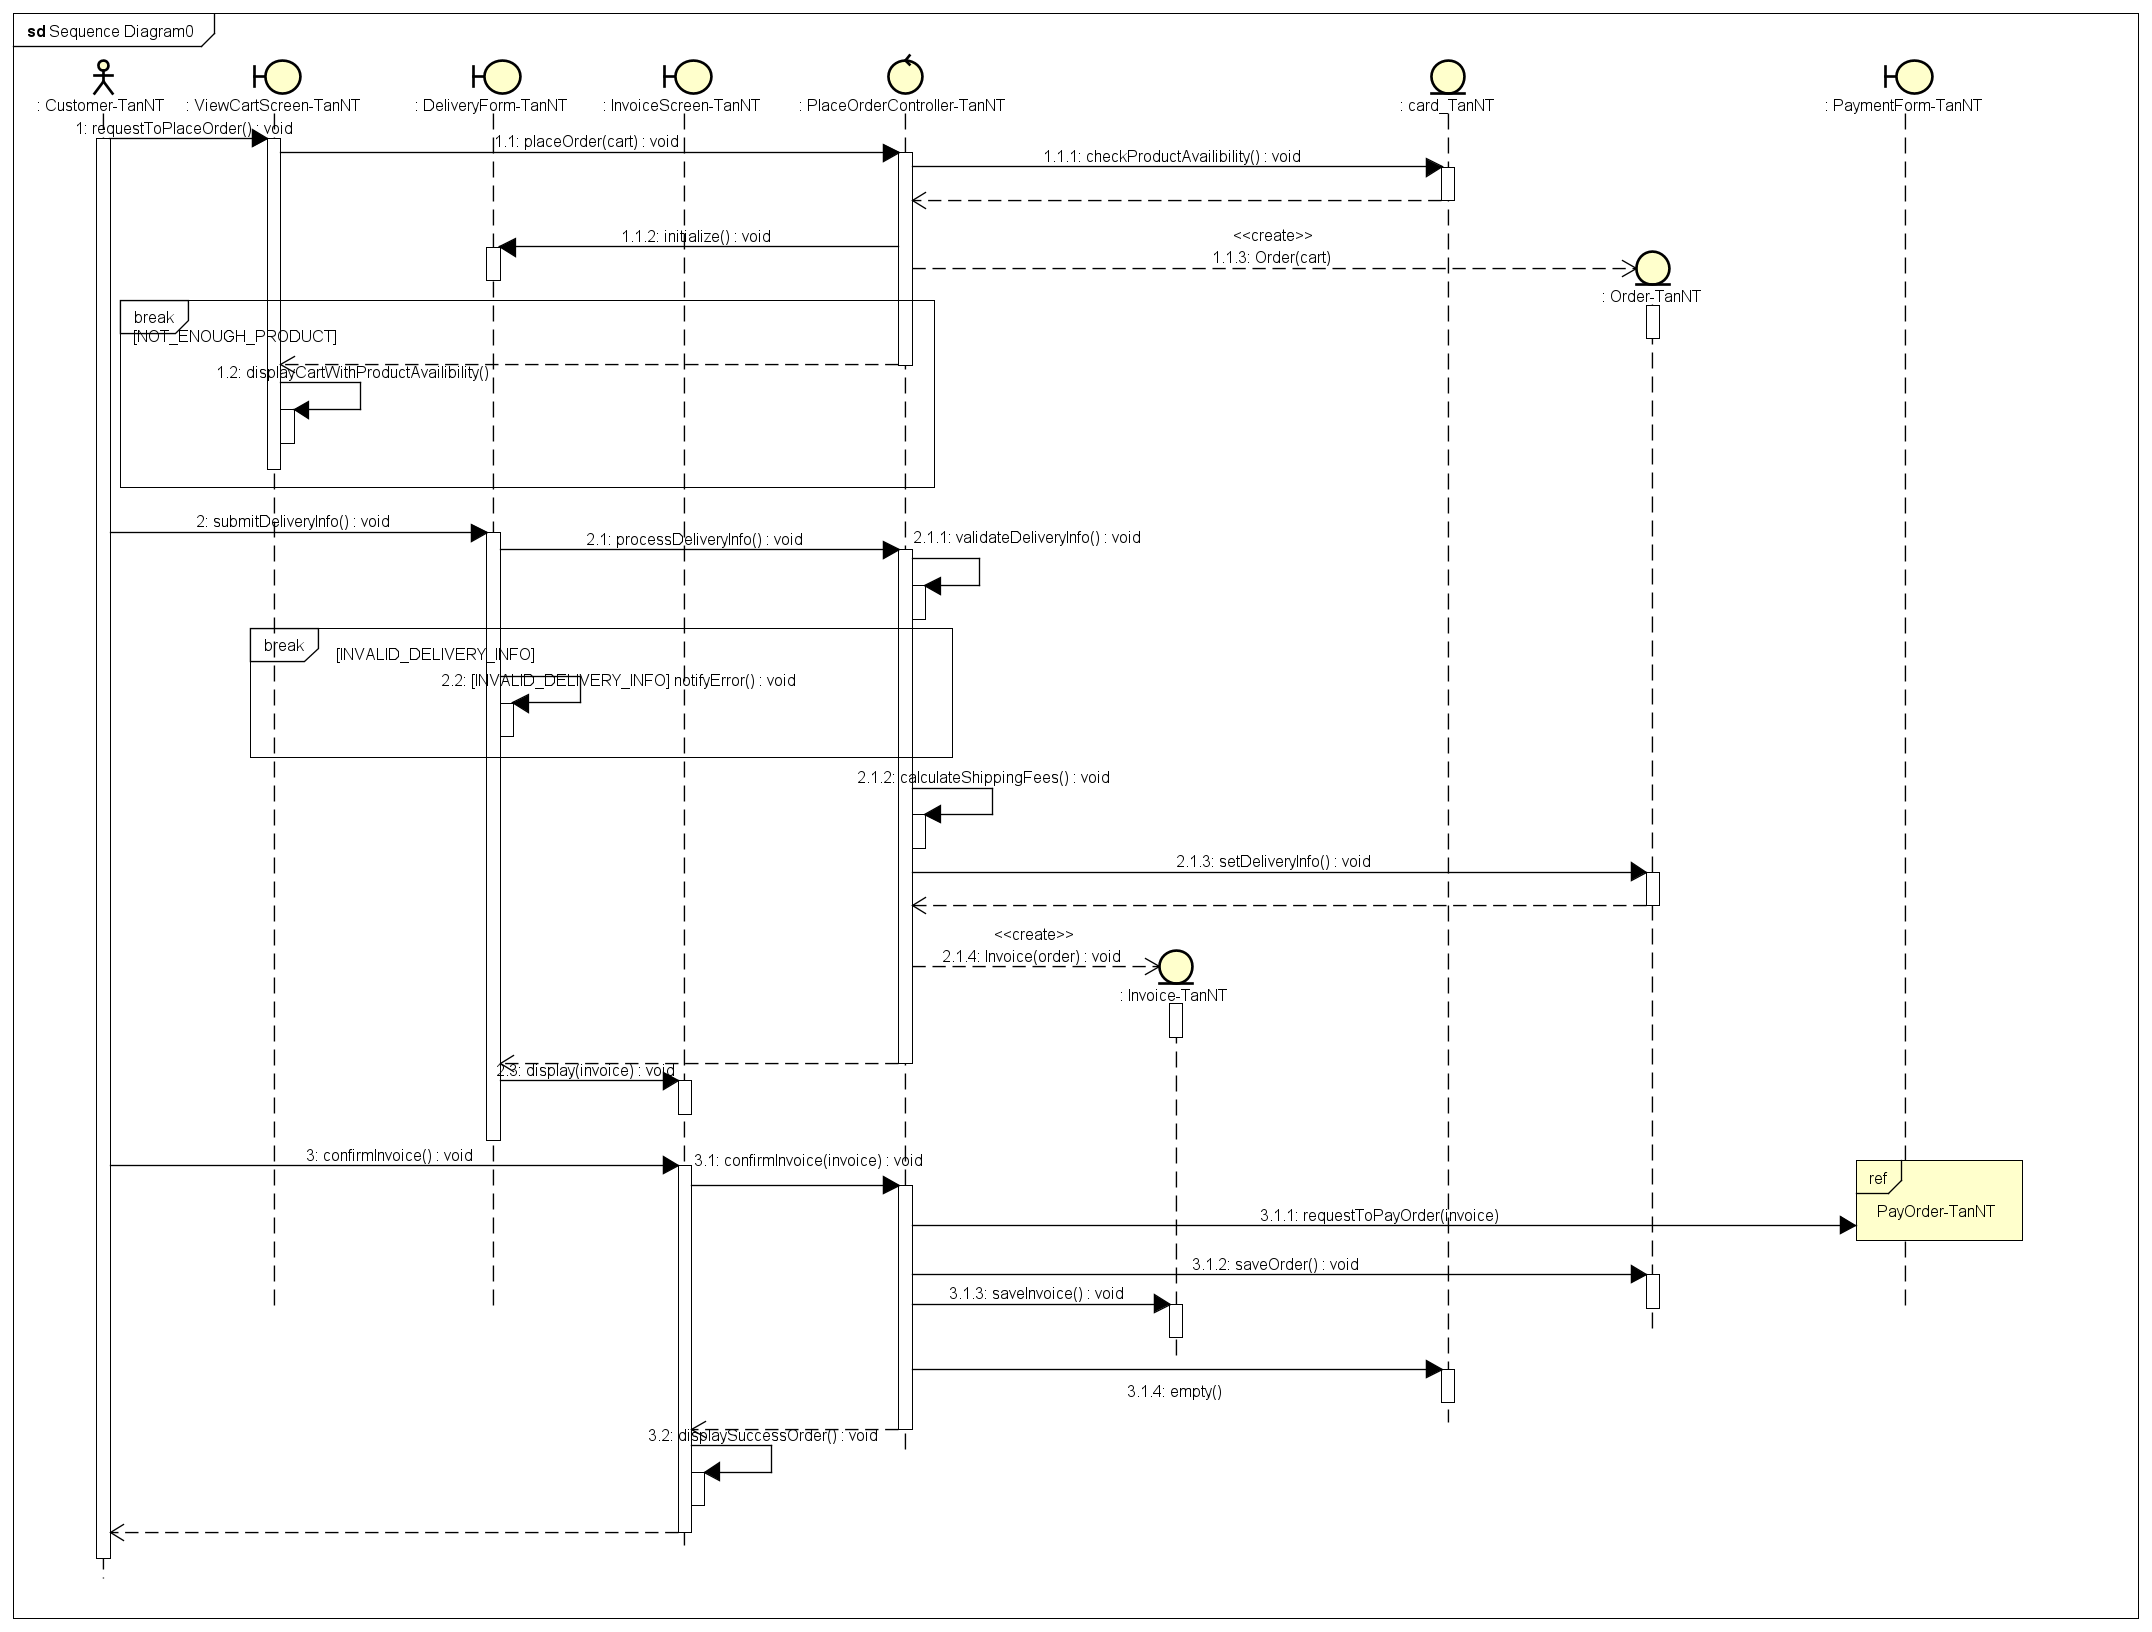 sd Sequence Diagram0
: Customer-TanNT
: ViewCartScreen-TanNT
: DeliveryForm-TanNT
: InvoiceScreen-TanNT
: PlaceOrderController-TanNT
: card_TanNT
: PaymentForm-TanNT
1: requestToPlaceOrder() : void
1.1: placeOrder(cart) : void
1.1.1: checkProductAvailibility() : void
1.1.2: initialize() : void
<<create>>
1.1.3: Order(cart)
: Order-TanNT
break
[NOT_ENOUGH_PRODUCT]
1.2: displayCartWithProductAvailibility()
2: submitDeliveryInfo() : void
2.1: processDeliveryInfo() : void
2.1.1: validateDeliveryInfo() : void
break
[INVALID_DELIVERY_INFO]
2.2: [INVALID_DELIVERY_INFO] notifyError() : void
2.1.2: calculateShippingFees() : void
2.1.3: setDeliveryInfo() : void
<<create>>
2.1.4: Invoice(order) : void
: Invoice-TanNT
2.3: display(invoice) : void
3: confirmInvoice() : void
3.1: confirmInvoice(invoice) : void
ref
PayOrder-TanNT
3.1.1: requestToPayOrder(invoice)
3.1.2: saveOrder() : void
3.1.3: saveInvoice() : void
3.1.4: empty()
3.2: displaySuccessOrder() : void